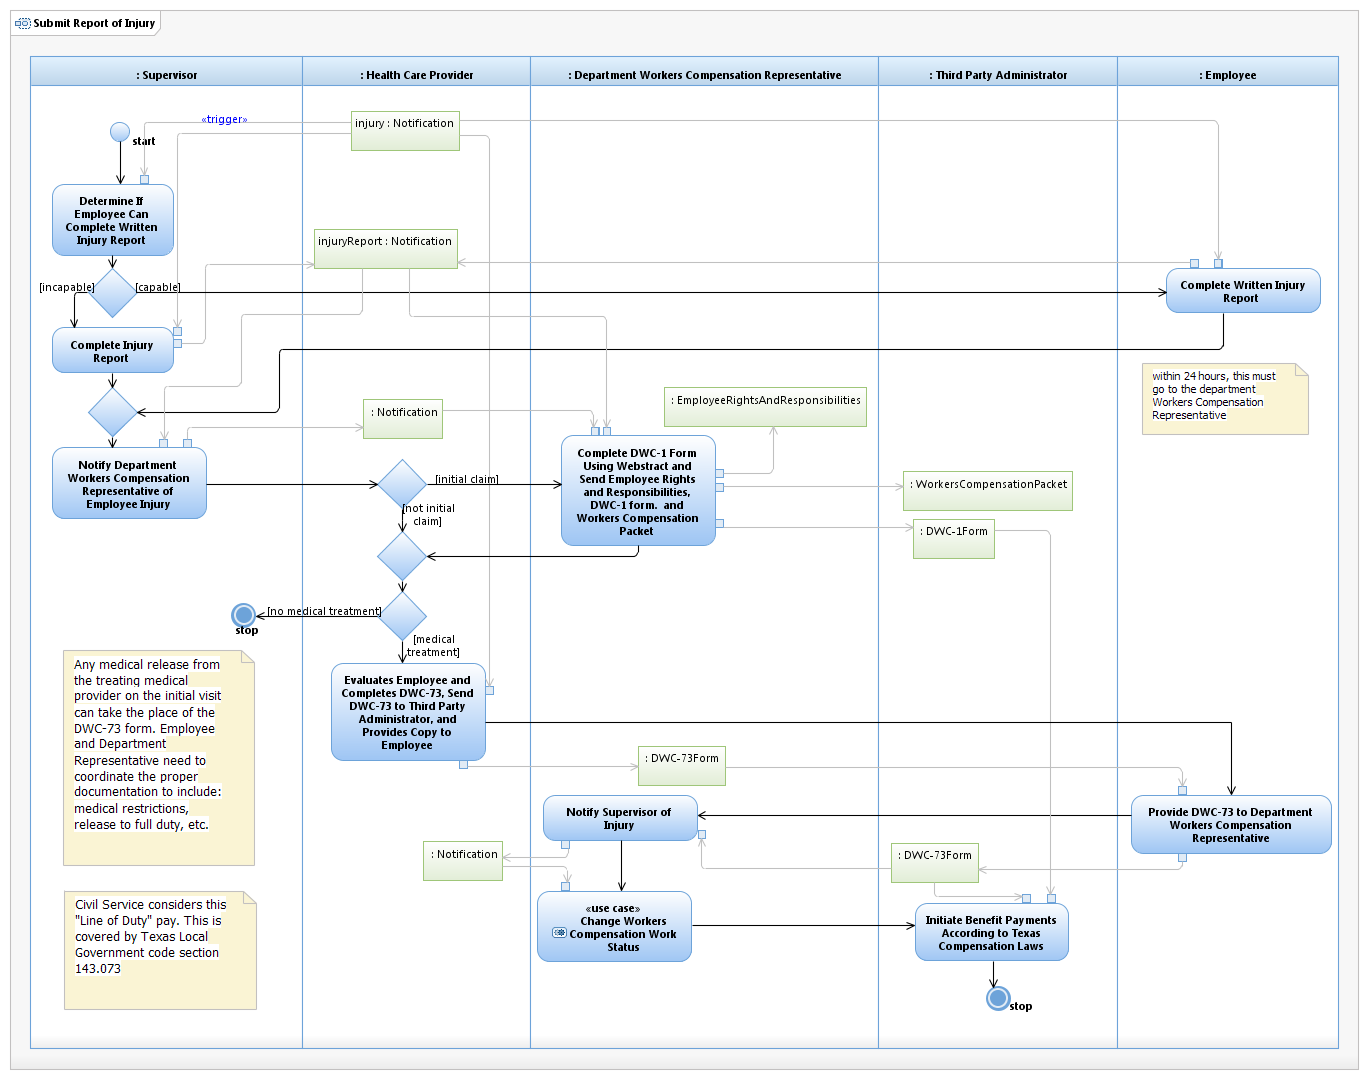 Submit Report of Injury
: Supervisor
: Health Care Provider
: Department Workers Compensation Representative
: Third Party Administrator
: Employee
«trigger»
injury : Notification
start
Determine If
Employee Can
Complete Written
Injury Report
injuryReport : Notification
[incapable]
[capable]
Complete Written Injury
Report
Complete Injury
Report
within 24 hours, this must
go to the department
Workers Compensation
Representative
: Notification
: EmployeeRightsAndResponsibilities
Notify Department
Workers Compensation
Representative of
Employee Injury
[initial claim]
[not initial
claim]
Complete DWC-1 Form
Using Webstract and
Send Employee Rights
and Responsibilities,
DWC-1 form.  and
Workers Compensation
Packet
: WorkersCompensationPacket
: DWC-1Form
[no medical treatment]
stop
[medical
treatment]
Any medical release from
the treating medical
provider on the initial visit
can take the place of the
DWC-73 form. Employee
and Department
Representative need to
coordinate the proper
documentation to include:
medical restrictions,
release to full duty, etc.
Evaluates Employee and
Completes DWC-73, Send
DWC-73 to Third Party
Administrator, and
Provides Copy to
Employee
: DWC-73Form
Notify Supervisor of
Injury
Provide DWC-73 to Department
Workers Compensation
Representative
: Notification
: DWC-73Form
Civil Service considers this
"Line of Duty" pay. This is
covered by Texas Local
Government code section
143.073
«use case»
Change Workers
Compensation Work
Status
Initiate Benefit Payments
According to Texas
Compensation Laws
stop